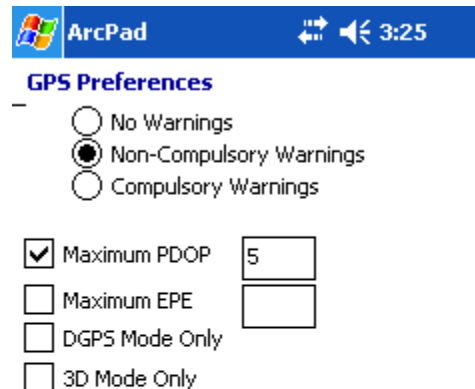 ArcPad 3:25
GPS Preferences
No Warnings
Non-Compulsory Warnings
Compulsory Warnings
Maximum PDOP 5
Maximum EPE
DGPS Mode Only
3D Mode Only